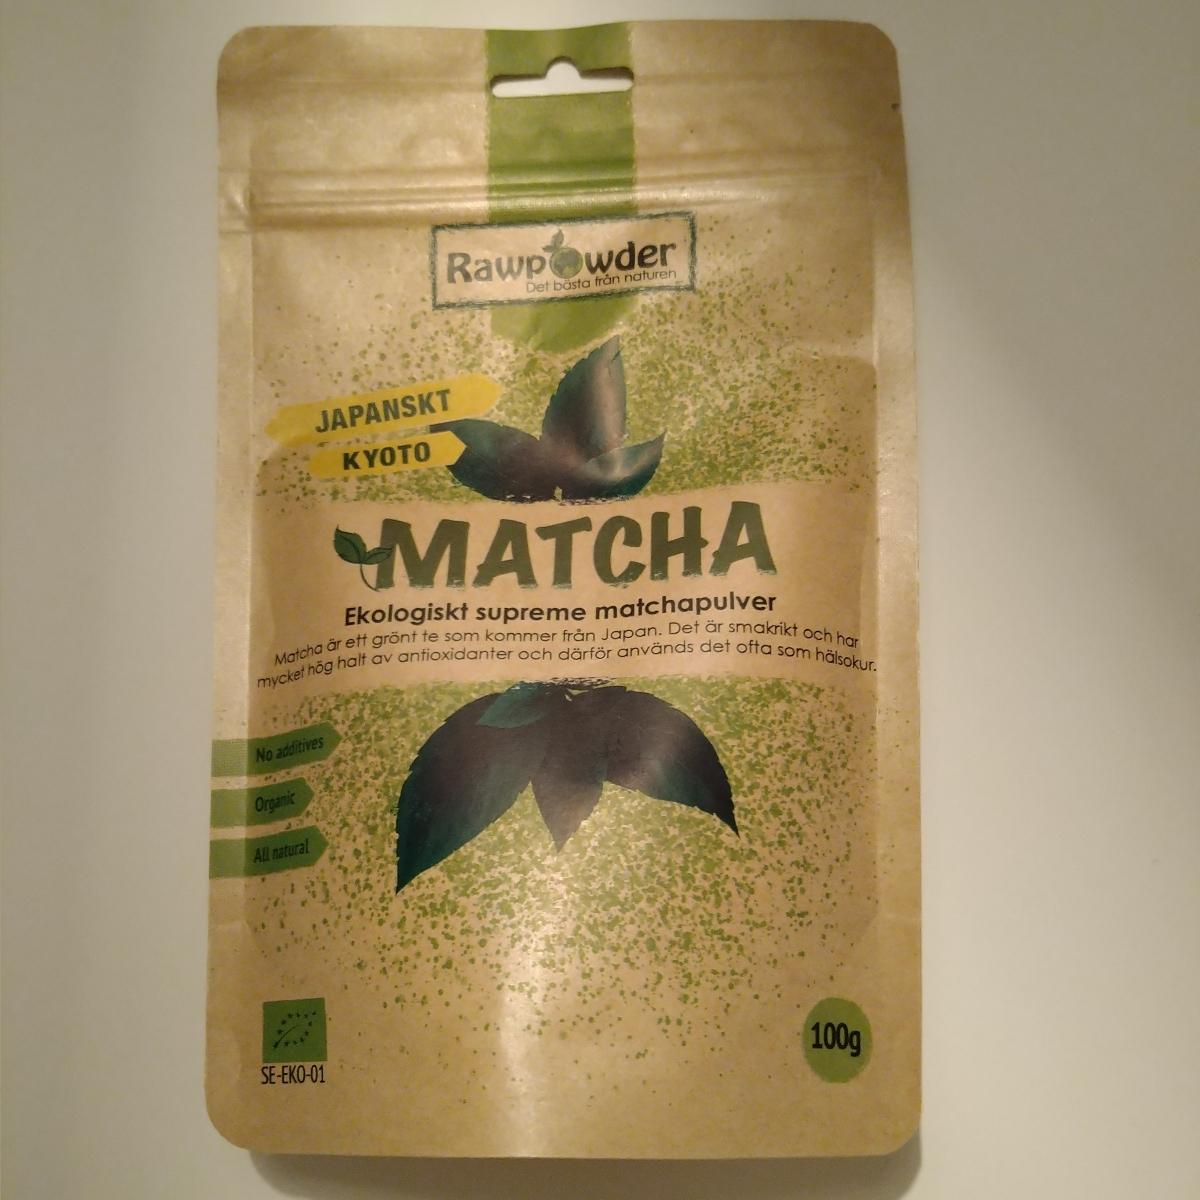 Rawpowder
Det bästa från naturen
JAPANSKT
KYOTO
MATCHA
Ekologiskt supreme matchapulver
Matcha är ett grönt te som kommer från Japan. Det är smakrikt och har
mycket hög halt av antioxidanter och därför används det ofta som hälsokur.
No additives
Organic
All natural
SE-EKO-01
100g